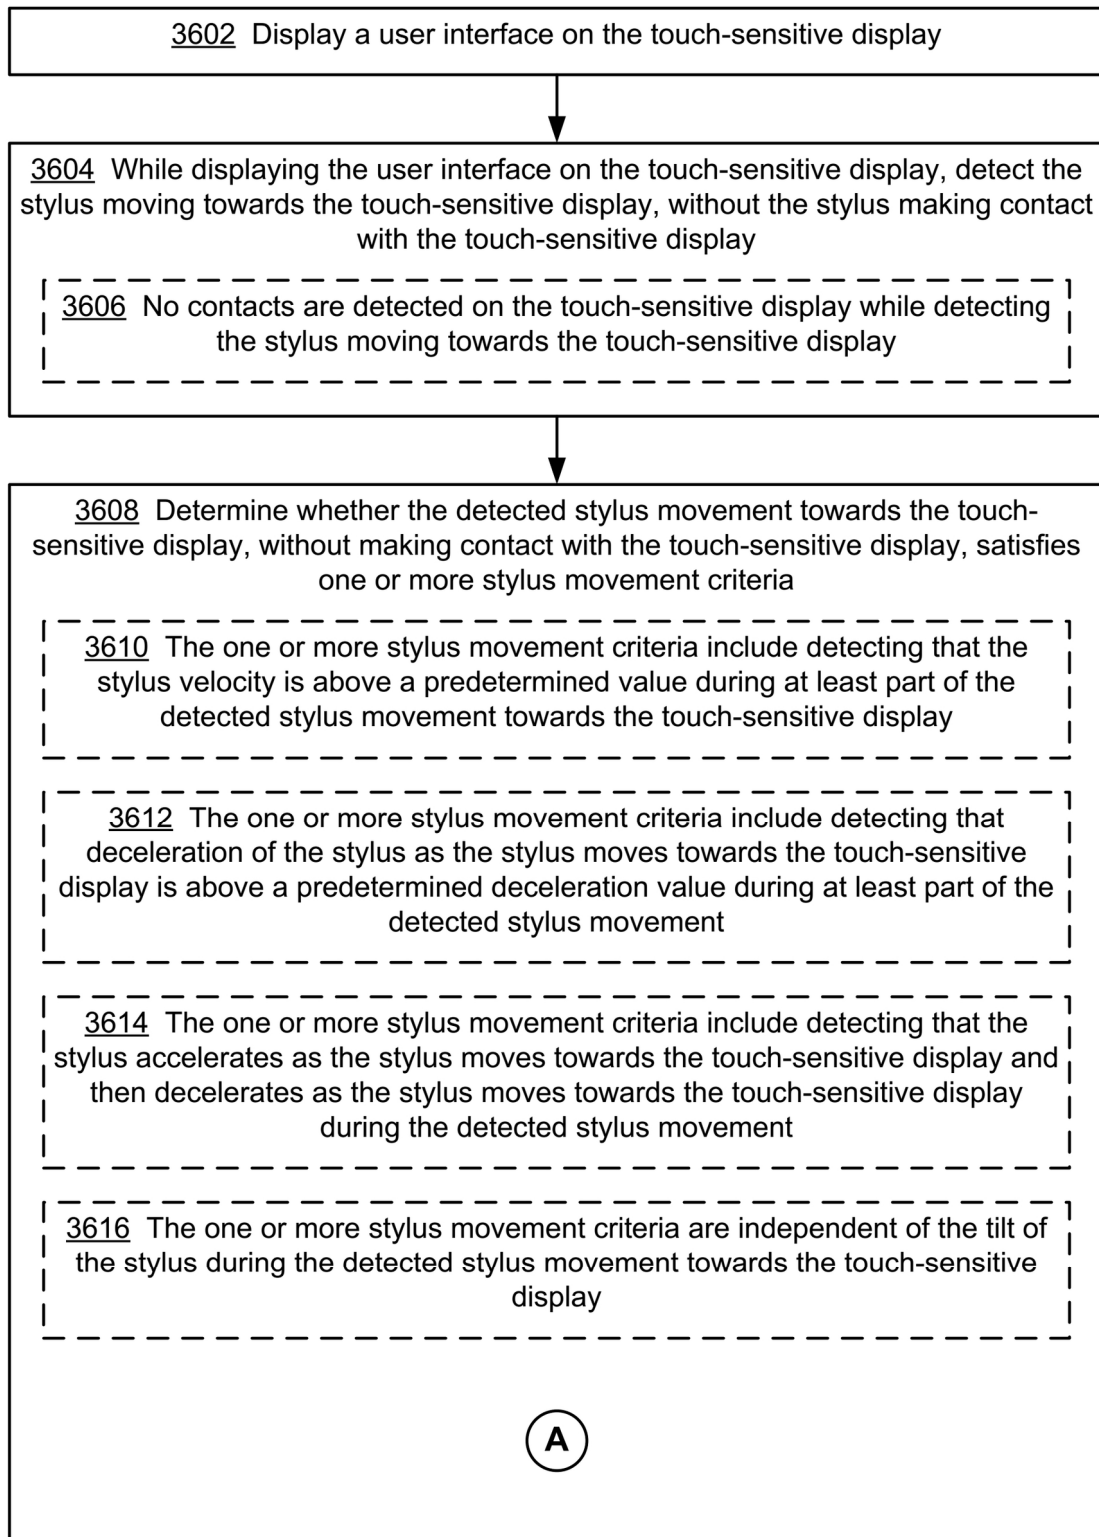 3602 Display a user interface on the touch-sensitive display
3604 While displaying the user interface on the touch-sensitive display, detect the
stylus moving towards the touch-sensitive display, without the stylus making contact
with the touch-sensitive display
3606 No contacts are detected on the touch-sensitive display while detecting
the stylus moving towards the touch-sensitive display
3608 Determine whether the detected stylus movement towards the touch-
sensitive display, without making contact with the touch-sensitive display, satisfies
one or more stylus movement criteria
3610 The one or more stylus movement criteria include detecting that the
stylus velocity is above a predetermined value during at least part of the
detected stylus movement towards the touch-sensitive display
3612 The one or more stylus movement criteria include detecting that
deceleration of the stylus as the stylus moves towards the touch-sensitive
display is above a predetermined deceleration value during at least part of the
detected stylus movement
3614 The one or more stylus movement criteria include detecting that the
stylus accelerates as the stylus moves towards the touch-sensitive display and
then decelerates as the stylus moves towards the touch-sensitive display
during the detected stylus movement
3616 The one or more stylus movement criteria are independent of the tilt of
the stylus during the detected stylus movement towards the touch-sensitive
display
A